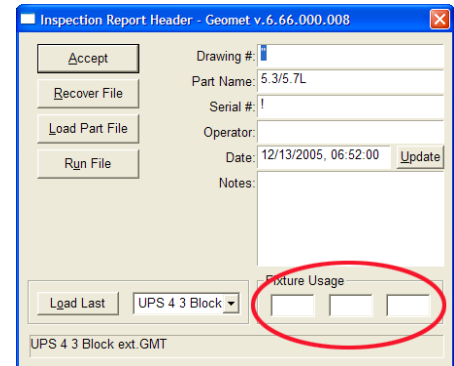 Inspection Report Header - Geomet v.6.66.000.008
Accept
Drawing #: "
Recover File
Part Name: 5.3/5.7L
Serial #: !
Load Part File
Operator:
Run File
Date: 12/13/2005, 06:52:00 Update
Notes:
Fixture Usage
Load Last UPS 4 3 Block
UPS 4 3 Block ext.GMT